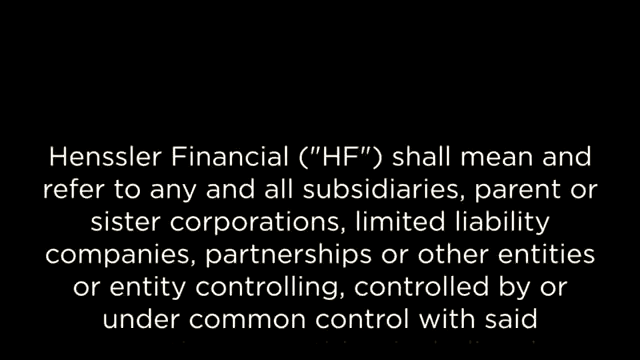 Henssler Financial ("HF") shall mean and
refer to any and all subsidiaries, parent or
sister corporations, limited liability
companies, partnerships or other entities
or entity controlling, controlled by or
under common control with said